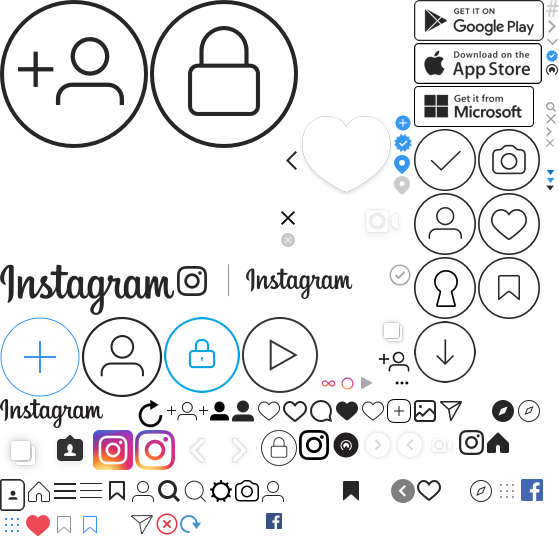 GET IT ON
Google Play
Download on the
App Store
Get it from
Microsoft
Instagram
Instagram
Instagram